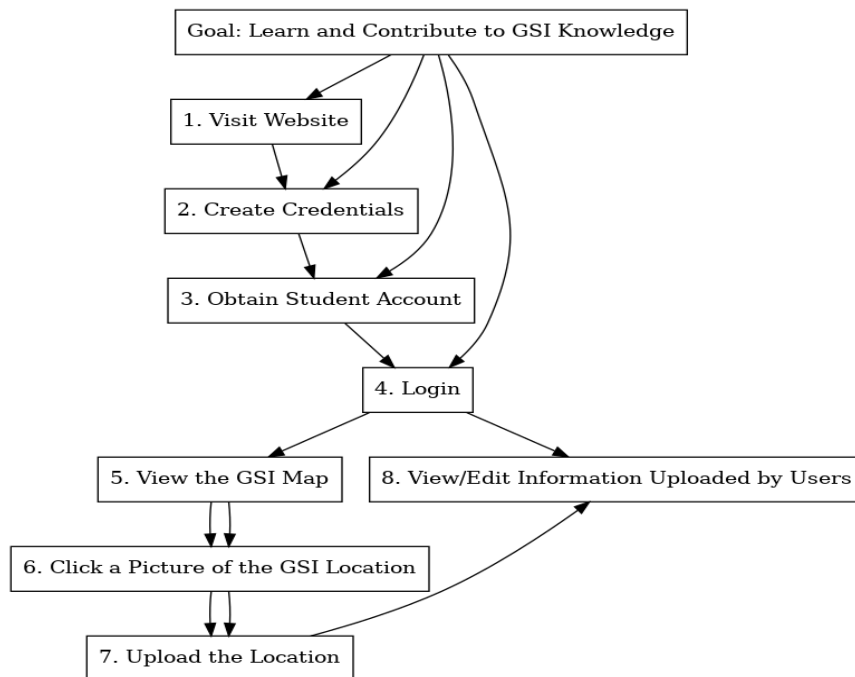 Goal: Learn and Contribute to GSI Knowledge
1. Visit Website
2. Create Credentials
3. Obtain Student Account
4. Login
5. View the GSI Map
8. View/Edit Information Uploaded by Users
6. Click a Picture of the GSI Location
7. Upload the Location